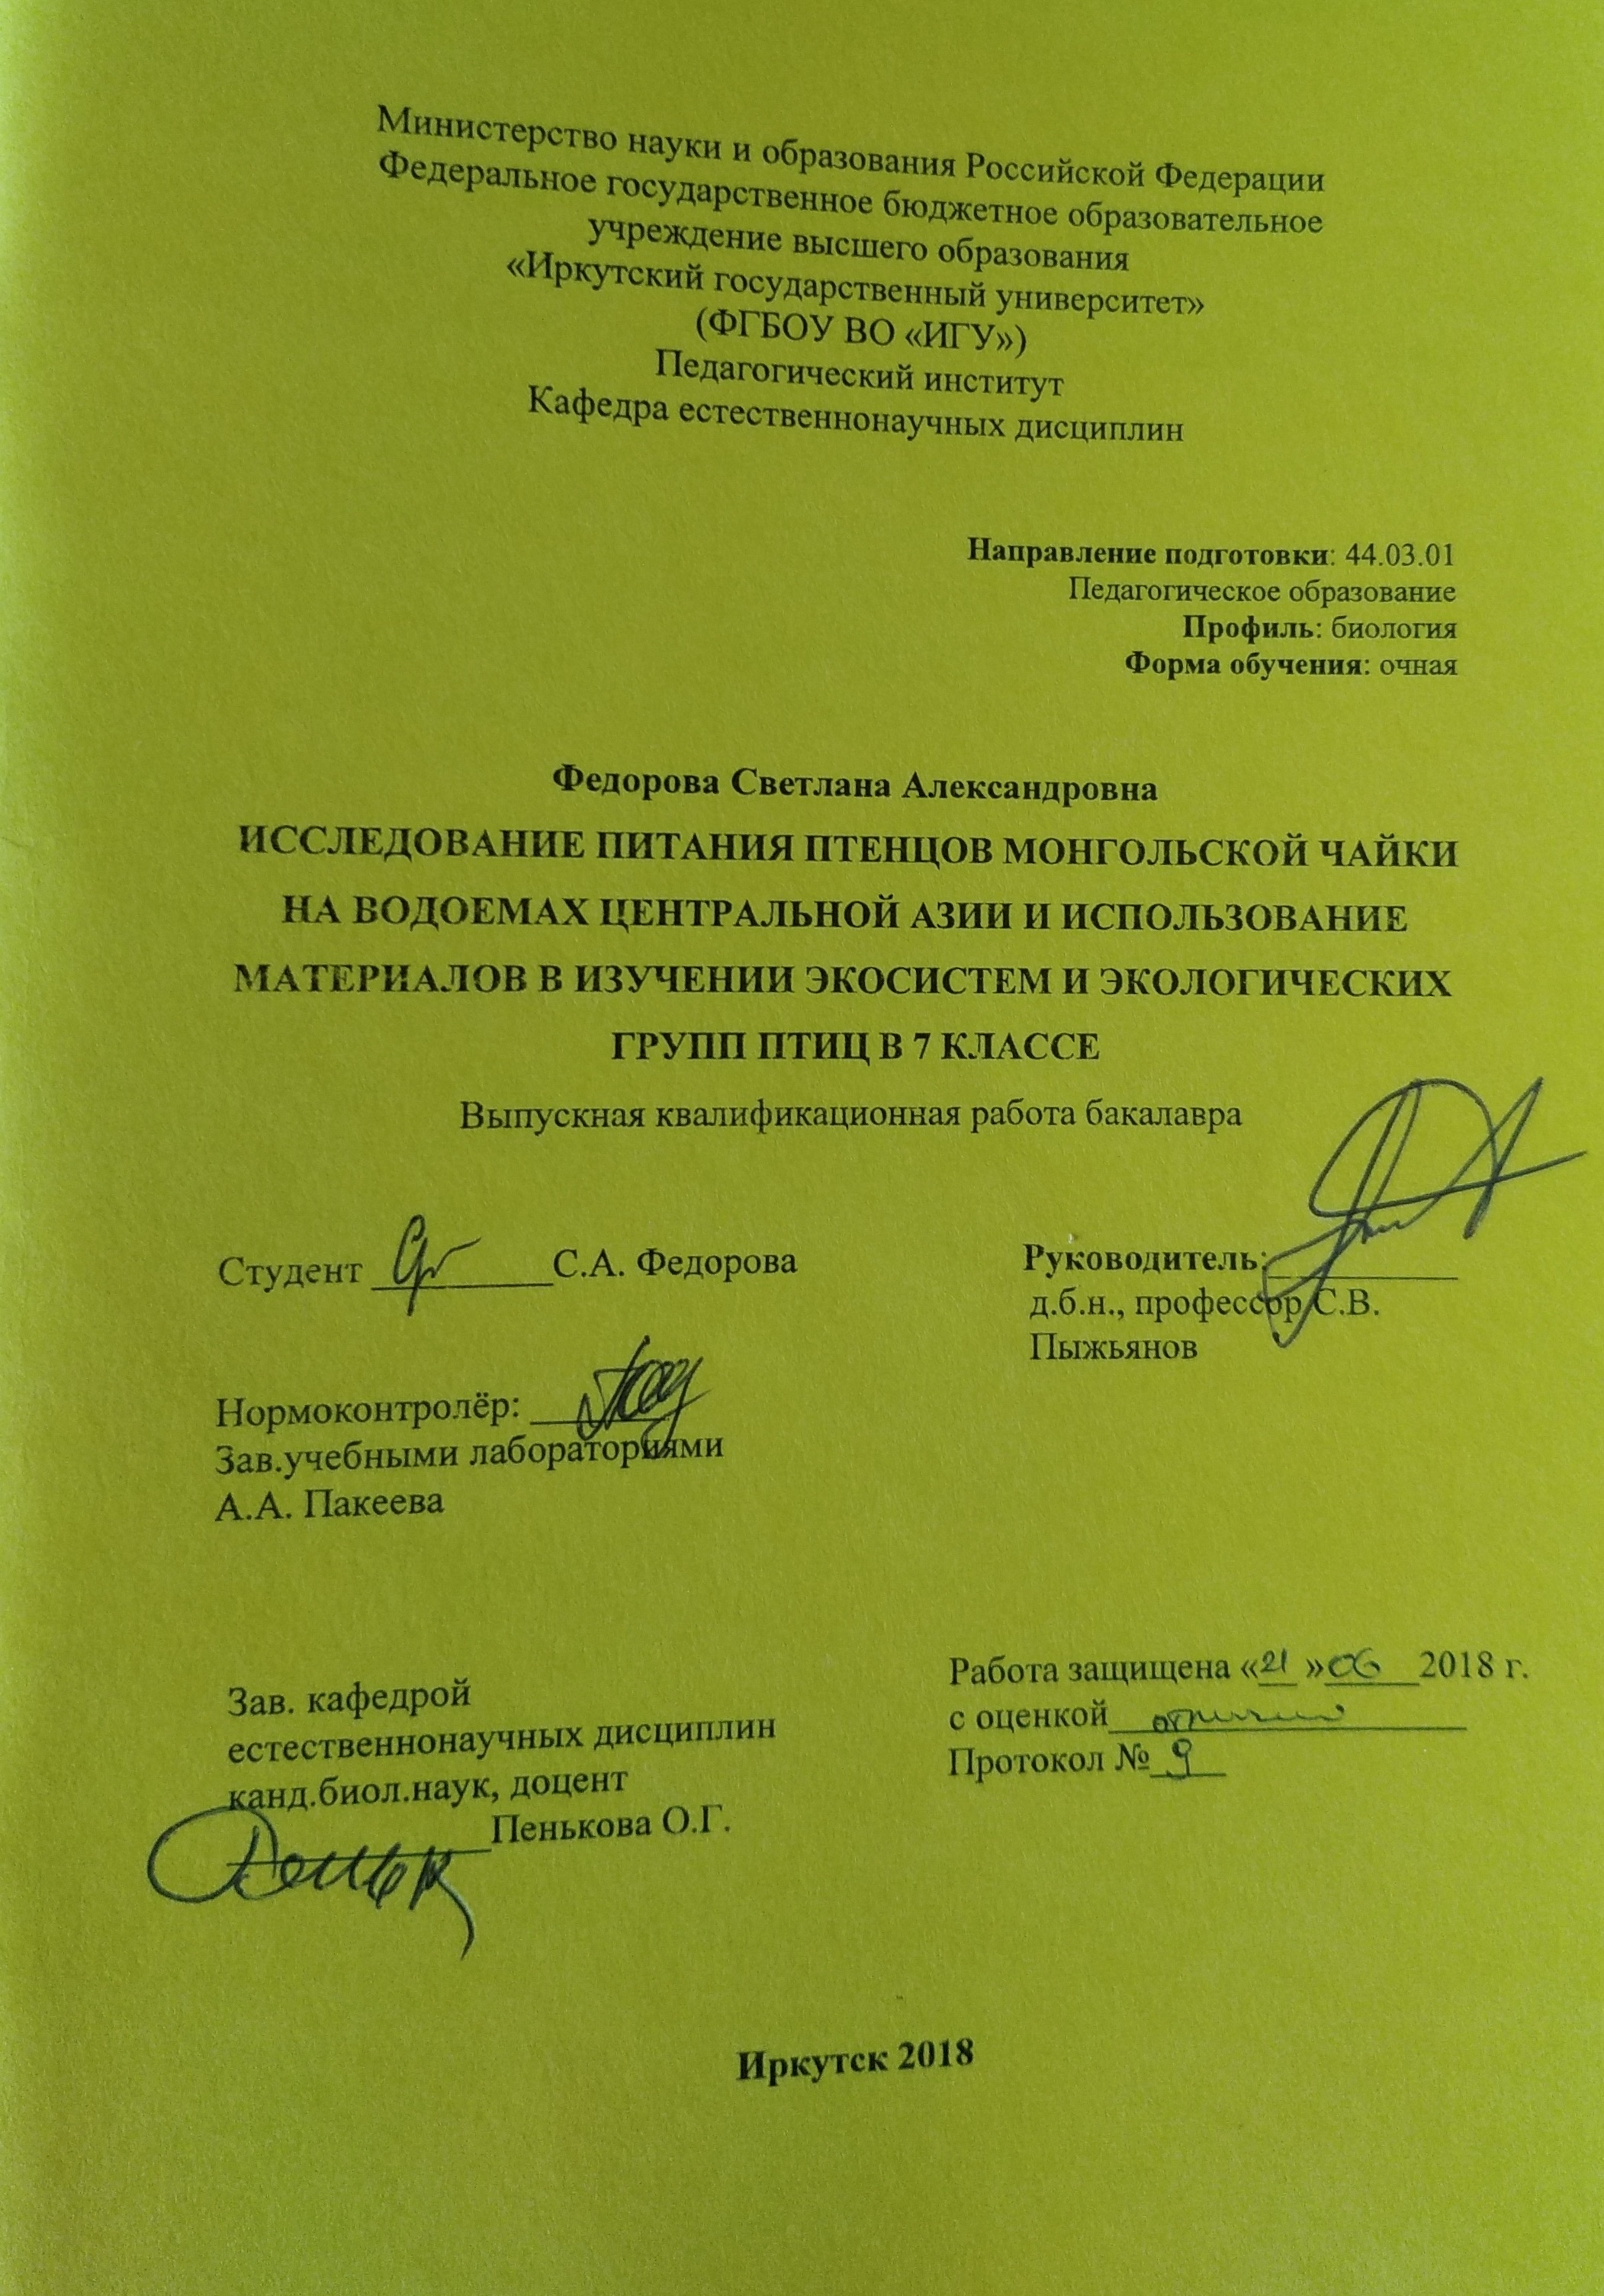 Министерство науки и образования Российской Федерации
Федеральное государственное бюджетное образовательное
учреждение высшего образования
«Иркутский государственный университет»
(ФГБОУ ВО «ИГУ»)
Педагогический институт
Кафедра естественнонаучных дисциплин
Направление подготовки: 44.03.01
Педагогическое образование
Профиль: биология
Форма обучения: очная
Федорова Светлана Александровна
ИССЛЕДОВАНИЕ ПИТАНИЯ ПТЕНЦОВ МОНГОЛЬСКОЙ ЧАЙКИ
НА ВОДОЕМАХ ЦЕНТРАЛЬНОЙ АЗИИ И ИСПОЛЬЗОВАНИЕ
МАТЕРИАЛОВ В ИЗУЧЕНИИ ЭКОСИСТЕМ И ЭКОЛОГИЧЕСКИХ
ГРУПП ПТИЦ В 7 КЛАССЕ
Выпускная квалификационная работа бакалавра
Студент С.А. Федорова
Руководитель:
д.б.н., профессор С.В.
Пыжьянов
Нормоконтролёр:
Зав.учебными лабораториями
А.А. Пакеева
Зав. кафедрой
естественнонаучных дисциплин
канд.биол.наук, доцент
Пенькова О.Г.
Работа защищена «21» 06 2018 г.
с оценкой отлично
Протокол № 9
Иркутск 2018